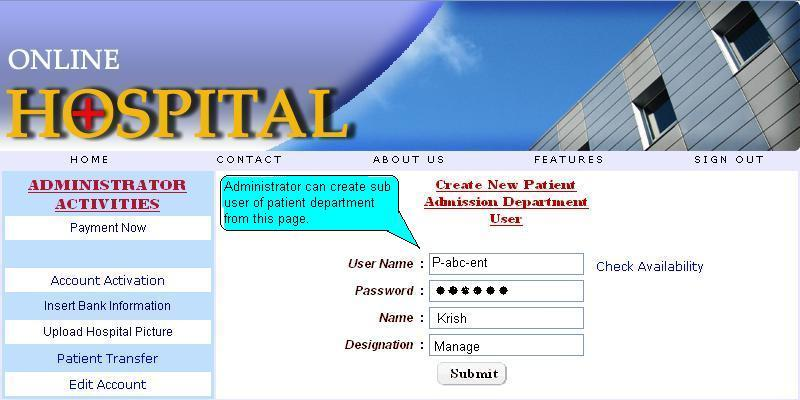 ONLINE
HOSPITAL
HOME CONTACT ABOUT US FEATURES SIGN OUT
ADMINISTRATOR
ACTIVITIES
Payment Now
Account Activation
Insert Bank Information
Upload Hospital Picture
Patient Transfer
Edit Account
Administrator can create sub
user of patient department
from this page.
Create New Patient
Admission Department
User
User Name : P-abc-ent Check Availability
Password : ●●●●●●
Name : Krish
Designation : Manage
Submit